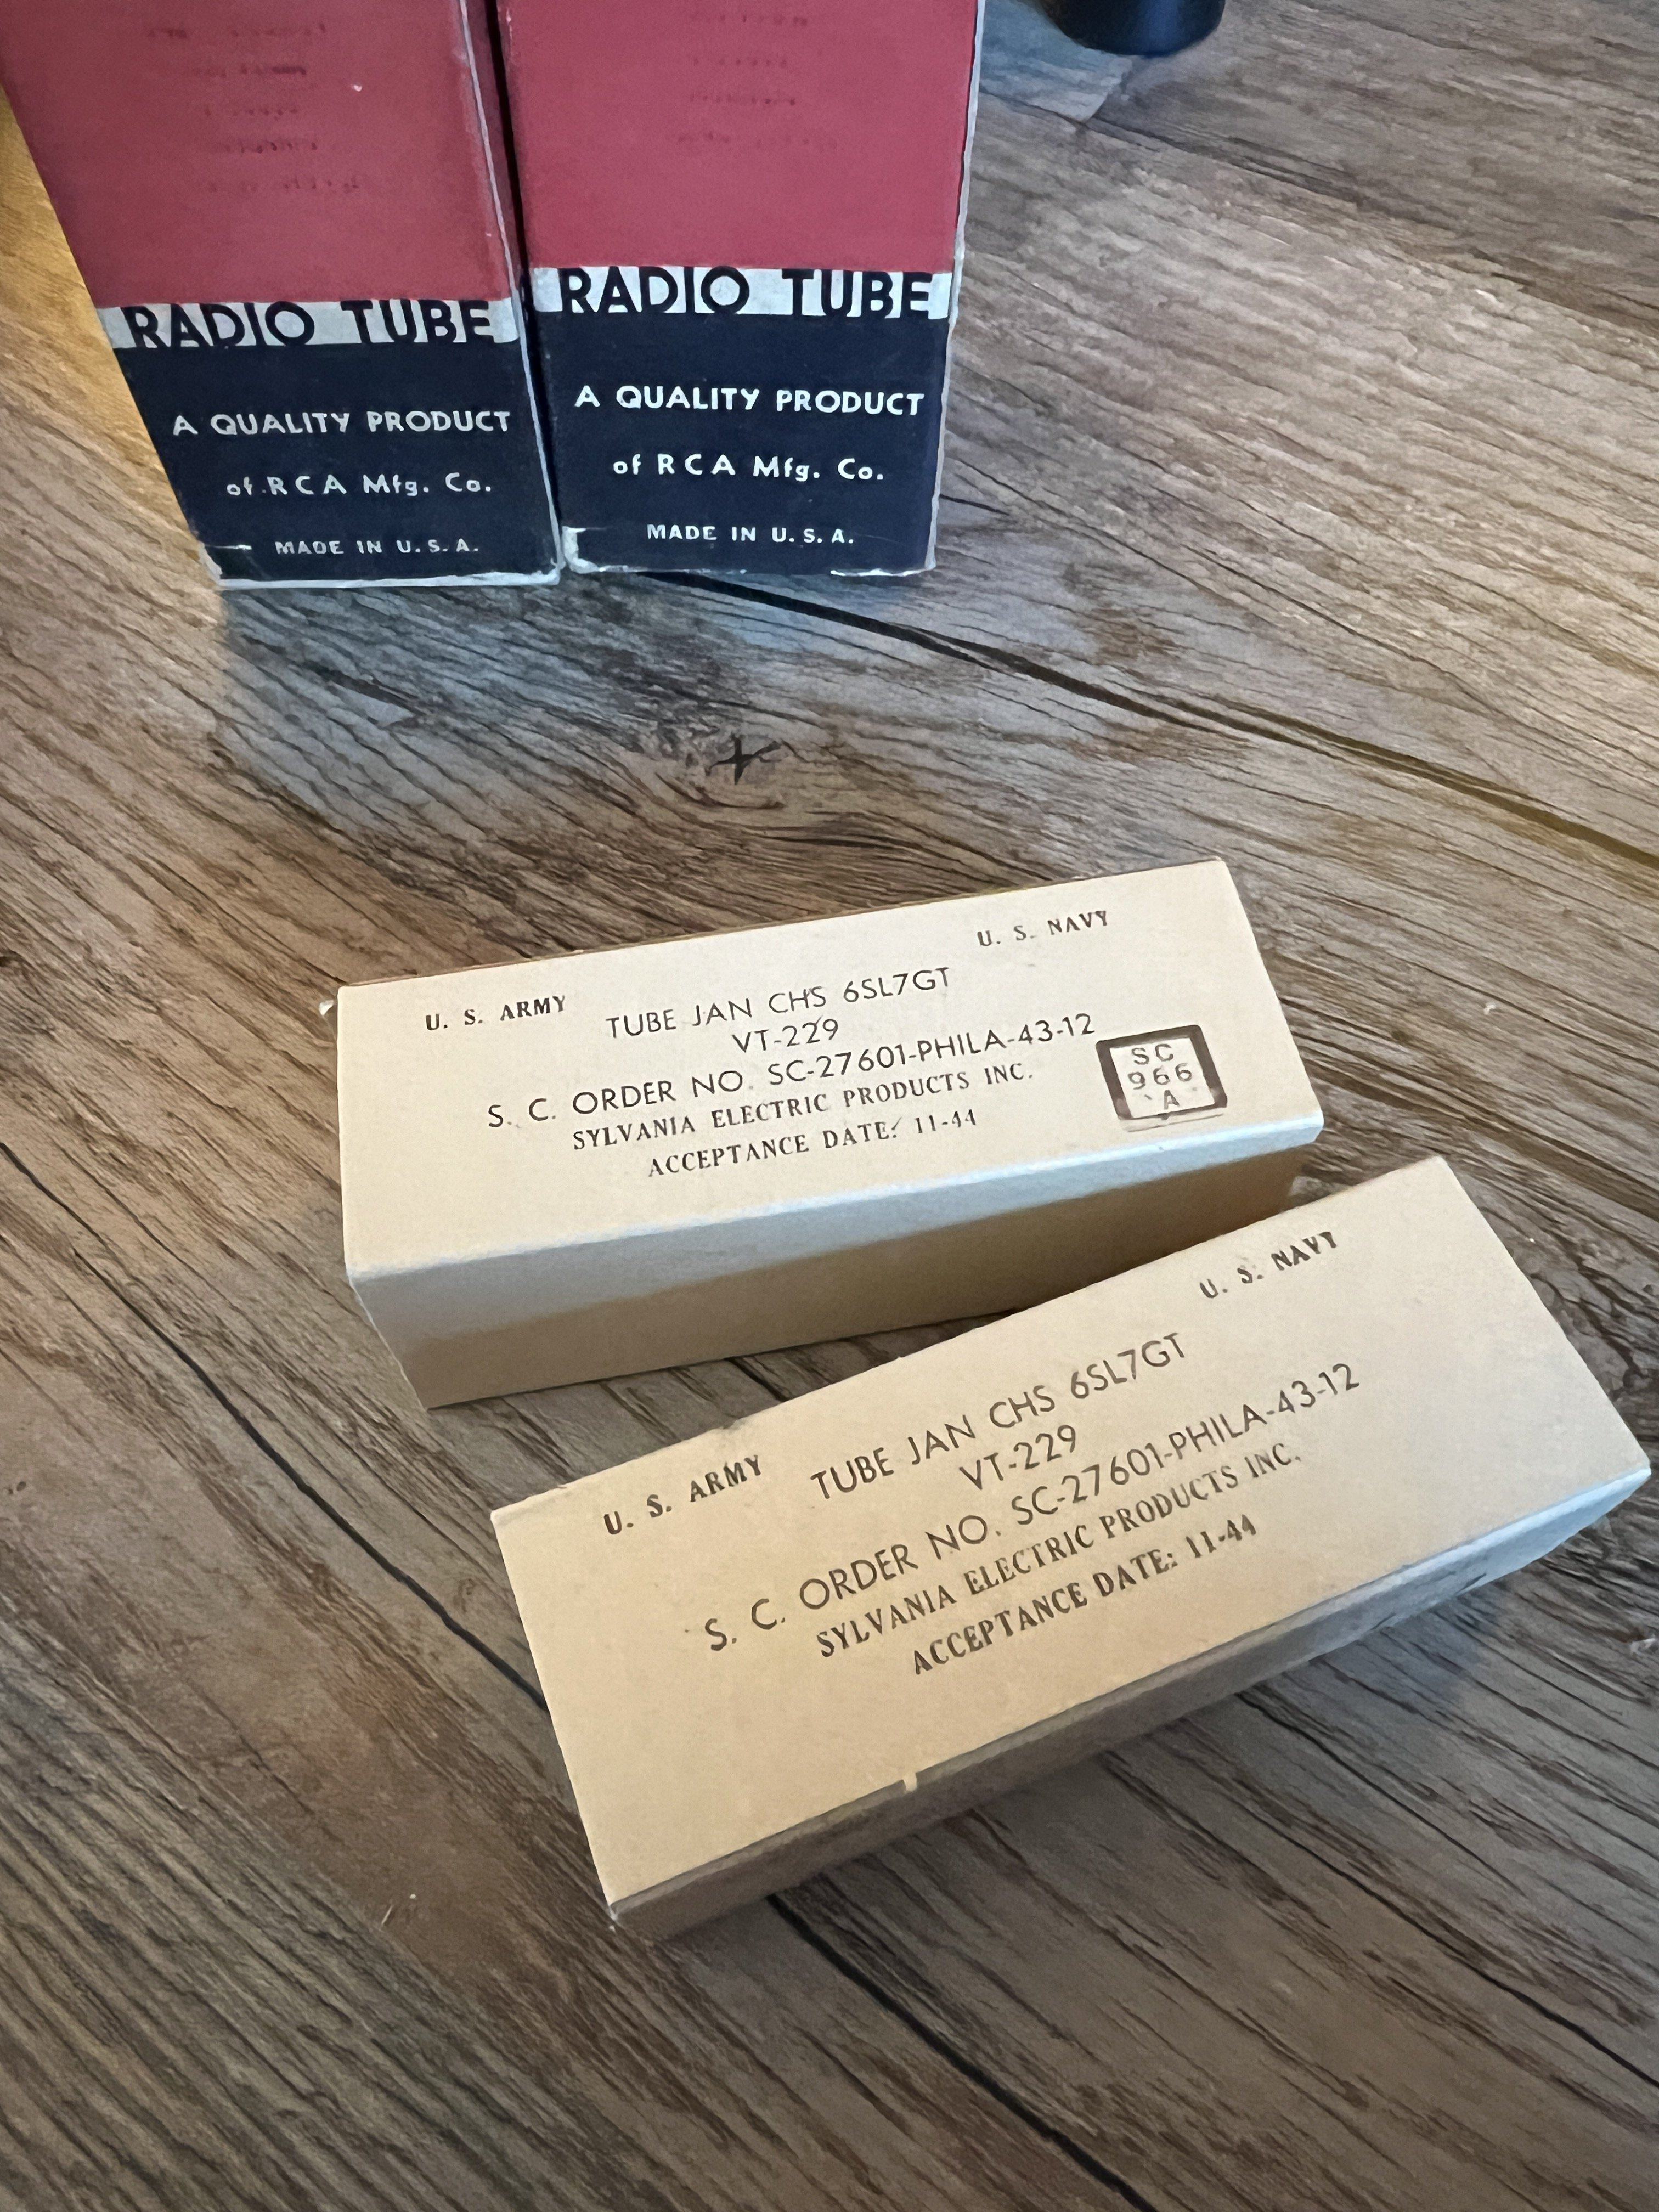 RADIO TUBE
A QUALITY PRODUCT
of RCA Mfg. Co.
MADE IN U.S.A.
RADIO TUBE
A QUALITY PRODUCT
of RCA Mfg. Co.
MADE IN U.S.A.
U. S. ARMY
U. S. NAVY
TUBE JAN CHS 6SL7GT
VT-229
S. C. ORDER NO. SC-27601-PHILA-43-12
SYLVANIA ELECTRIC PRODUCTS INC.
ACCEPTANCE DATE: 11-44
SC
966
A
U. S. ARMY
U. S. NAVY
TUBE JAN CHS 6SL7GT
VT-229
S. C. ORDER NO. SC-27601-PHILA-43-12
SYLVANIA ELECTRIC PRODUCTS INC.
ACCEPTANCE DATE: 11-44